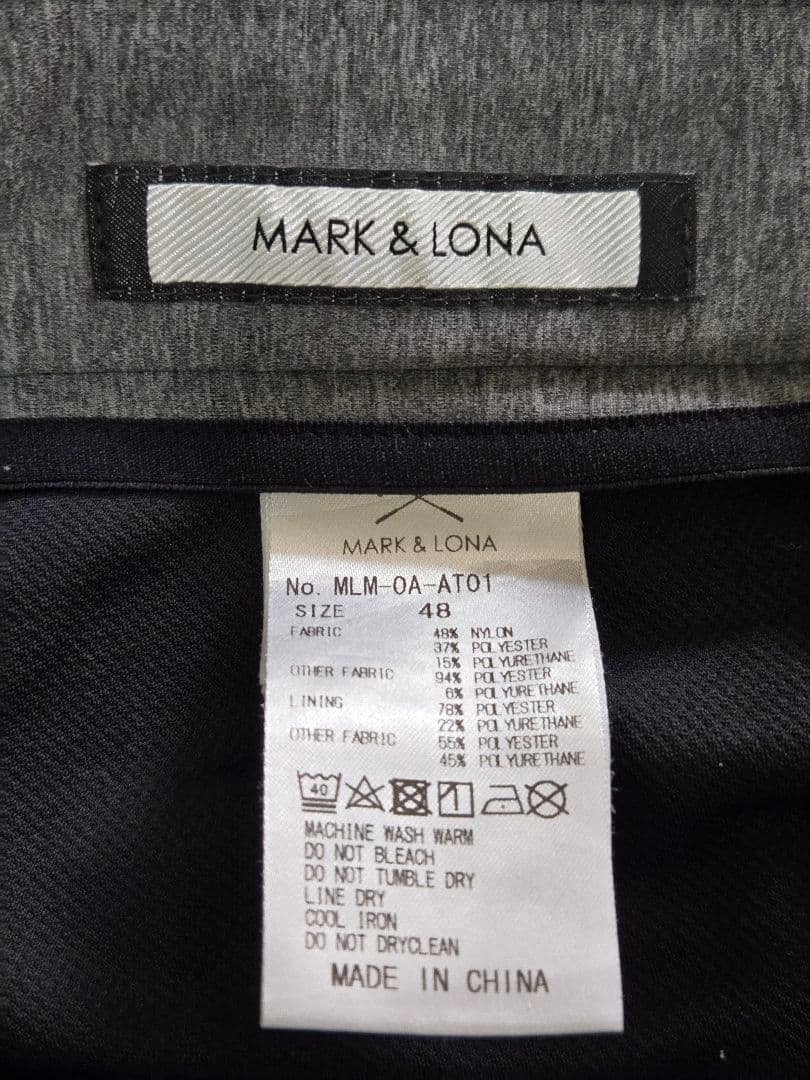 MARK & LONA
MARK & LONA
No. MLM-OA-AT01
SIZE 48
FABRIC 48% NYLON
37% POLYESTER
15% POLYURETHANE
OTHER FABRIC 94% POLYESTER
6% POLYURETHANE
LINING 78% POLYESTER
22% POLYURETHANE
OTHER FABRIC 55% POLYESTER
45% POLYURETHANE
40
MACHINE WASH WARM
DO NOT BLEACH
DO NOT TUMBLE DRY
LINE DRY
COOL IRON
DO NOT DRYCLEAN
MADE IN CHINA